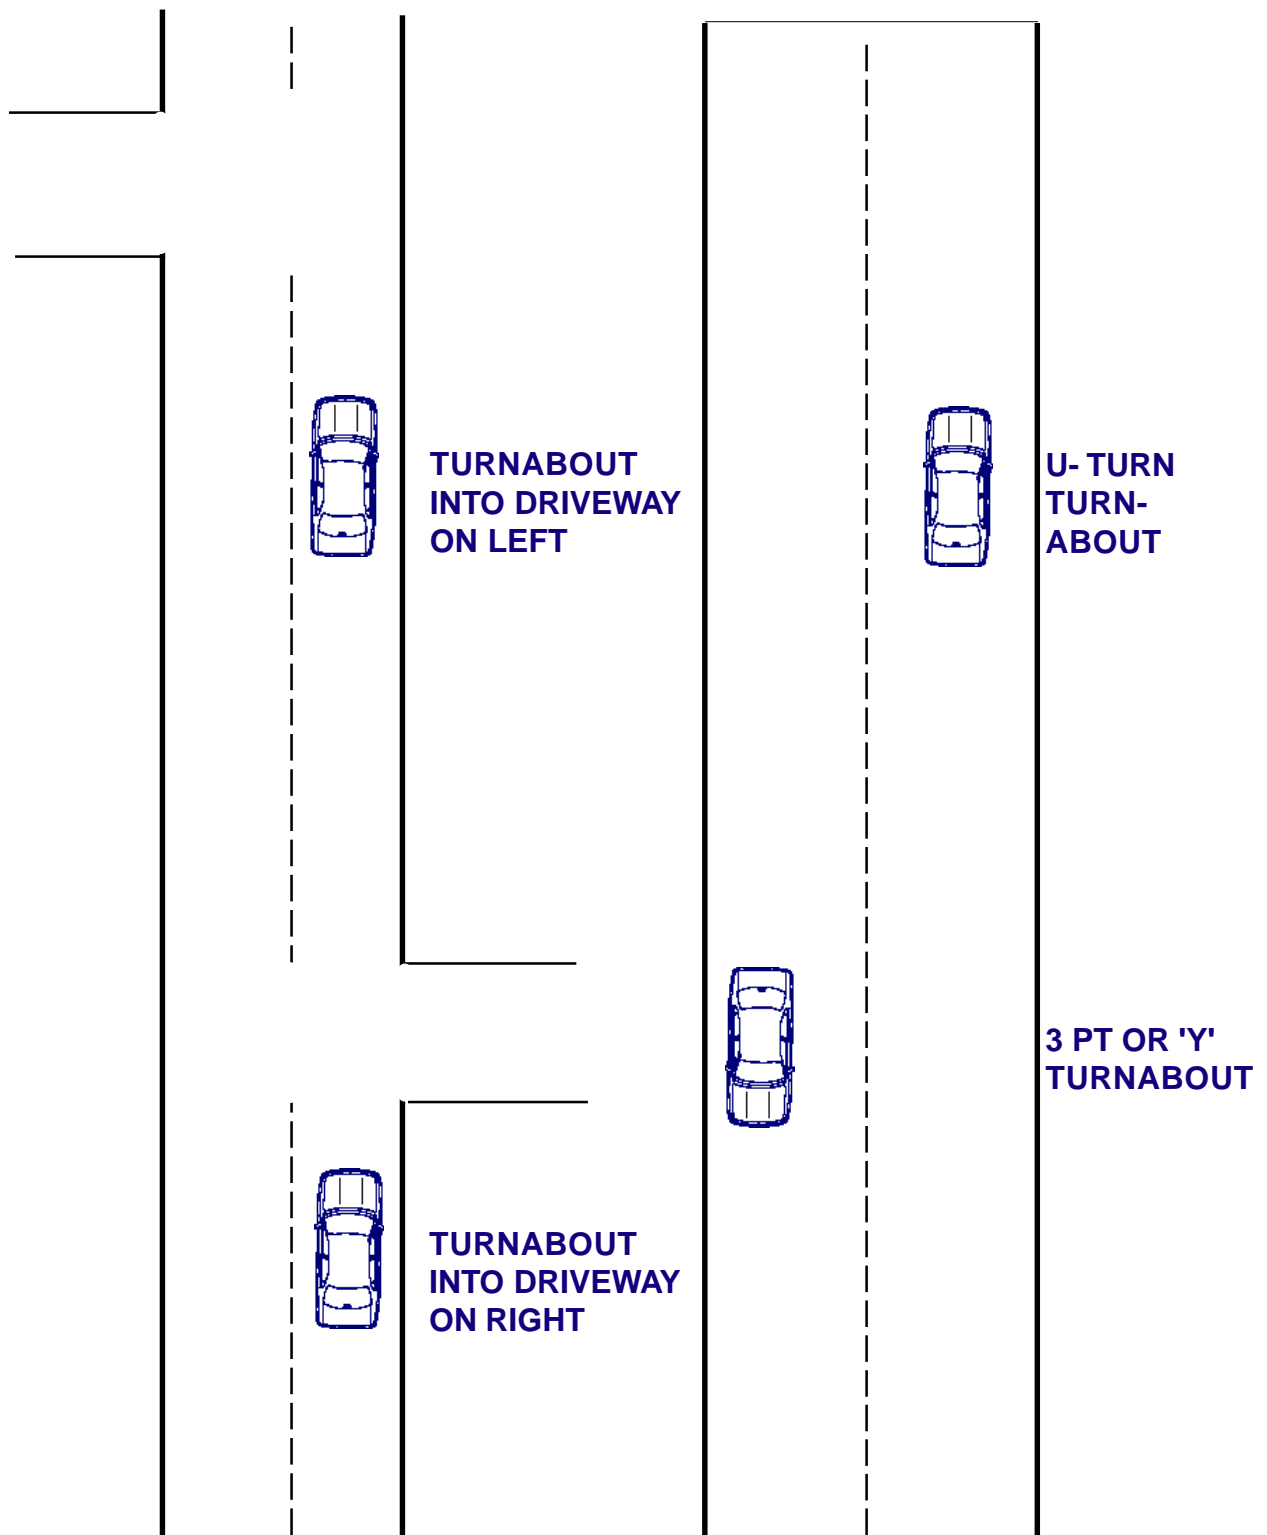 TURNABOUT
INTO DRIVEWAY
ON LEFT
U- TURN
TURN-
ABOUT
3 PT OR 'Y'
TURNABOUT
TURNABOUT
INTO DRIVEWAY
ON RIGHT